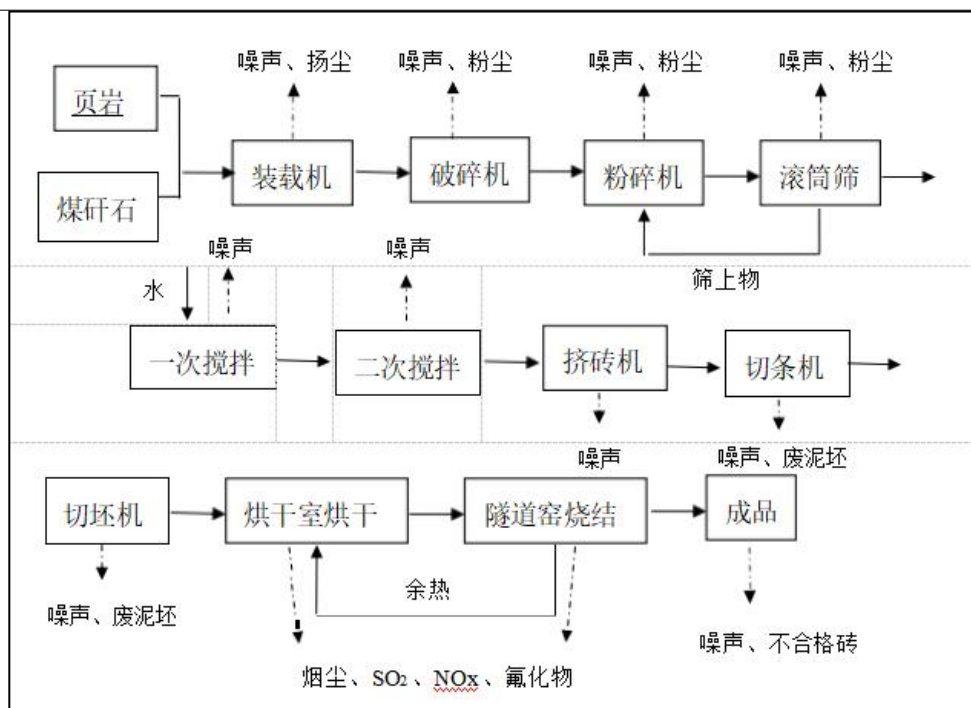 噪声、扬尘
噪声、粉尘
噪声、粉尘
噪声、粉尘
页岩
煤矸石
装载机
破碎机
粉碎机
滚筒筛
筛上物
水
噪声
噪声
一次搅拌
二次搅拌
挤砖机
切条机
噪声
噪声、废泥坯
切坯机
烘干室烘干
隧道窑烧结
成品
余热
噪声、废泥坯
烟尘、SO₂、NOx、氟化物
噪声、不合格砖